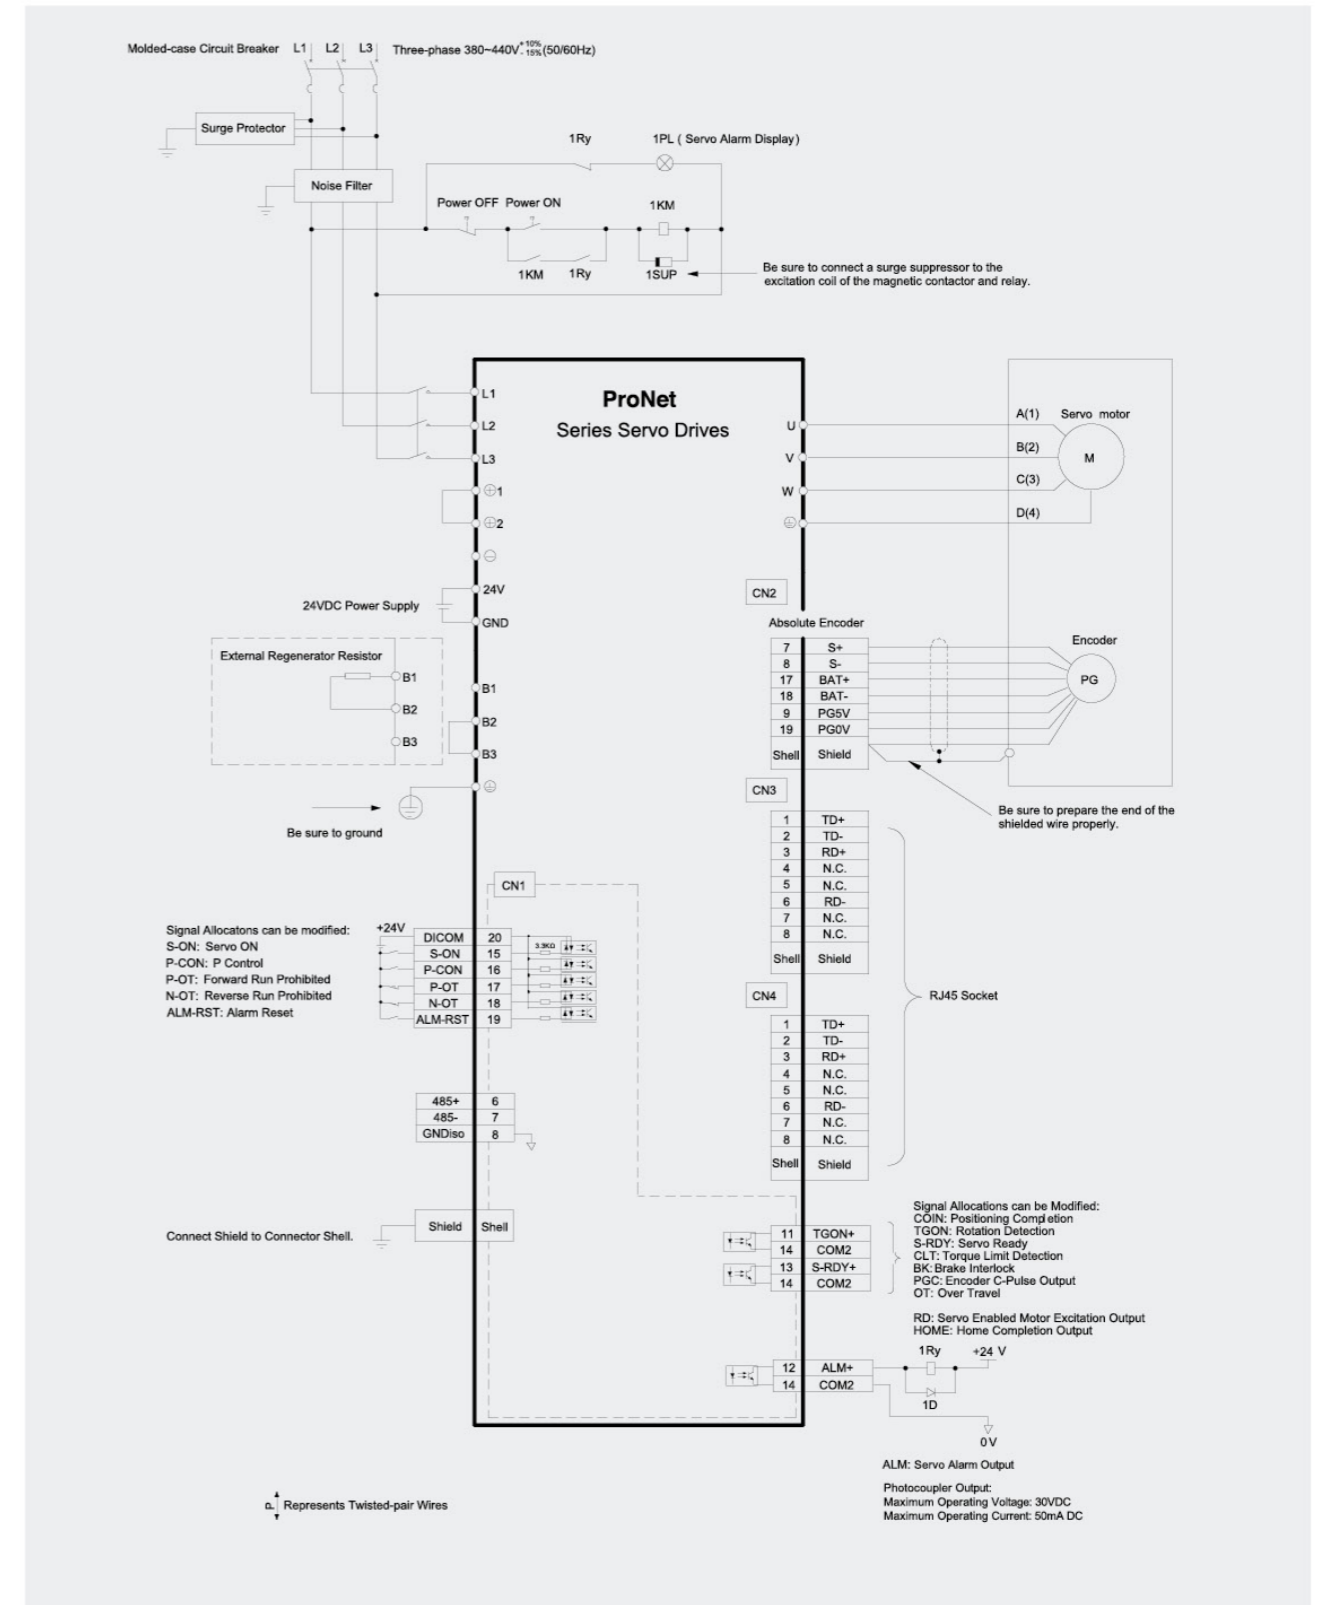 Molded-case Circuit Breaker L1 L2 L3 Three-phase 380~440V +10% -15% (50/60Hz)
Surge Protector
1Ry 1PL ( Servo Alarm Display)
Noise Filter
Power OFF Power ON 1KM
1KM 1Ry 1SUP
Be sure to connect a surge suppressor to the
excitation coil of the magnetic contactor and relay.
ProNet
Series Servo Drives
L1
L2
L3
⊕1
⊕2
⊖
24V
24VDC Power Supply
GND
External Regenerator Resistor
B1
B2
B3
B1
B2
B3
Be sure to ground
U
V
W
A(1) Servo motor
B(2)
M
C(3)
D(4)
CN2
Absolute Encoder
7 S+
8 S-
17 BAT+
18 BAT-
9 PG5V
19 PG0V
Shell Shield
Encoder
PG
Be sure to prepare the end of the
shielded wire properly.
CN3
1 TD+
2 TD-
3 RD+
4 N.C.
5 N.C.
6 RD-
7 N.C.
8 N.C.
Shell Shield
RJ45 Socket
CN4
1 TD+
2 TD-
3 RD+
4 N.C.
5 N.C.
6 RD-
7 N.C.
8 N.C.
Shell Shield
CN1
Signal Allocatons can be modified:
S-ON: Servo ON
P-CON: P Control
P-OT: Forward Run Prohibited
N-OT: Reverse Run Prohibited
ALM-RST: Alarm Reset
+24V
DICOM 20
S-ON 15 3.3KΩ
P-CON 16
P-OT 17
N-OT 18
ALM-RST 19
485+ 6
485- 7
GNDiso 8
Connect Shield to Connector Shell.
Shield Shell
11 TGON+
14 COM2
13 S-RDY+
14 COM2
Signal Allocations can be Modified:
COIN: Positioning Completion
TGON: Rotation Detection
S-RDY: Servo Ready
CLT: Torque Limit Detection
BK: Brake Interlock
PGC: Encoder C-Pulse Output
OT: Over Travel
RD: Servo Enabled Motor Excitation Output
HOME: Home Completion Output
1Ry +24 V
12 ALM+
14 COM2
1D
0V
ALM: Servo Alarm Output
Photocoupler Output:
Maximum Operating Voltage: 30VDC
Maximum Operating Current: 50mA DC
P Represents Twisted-pair Wires